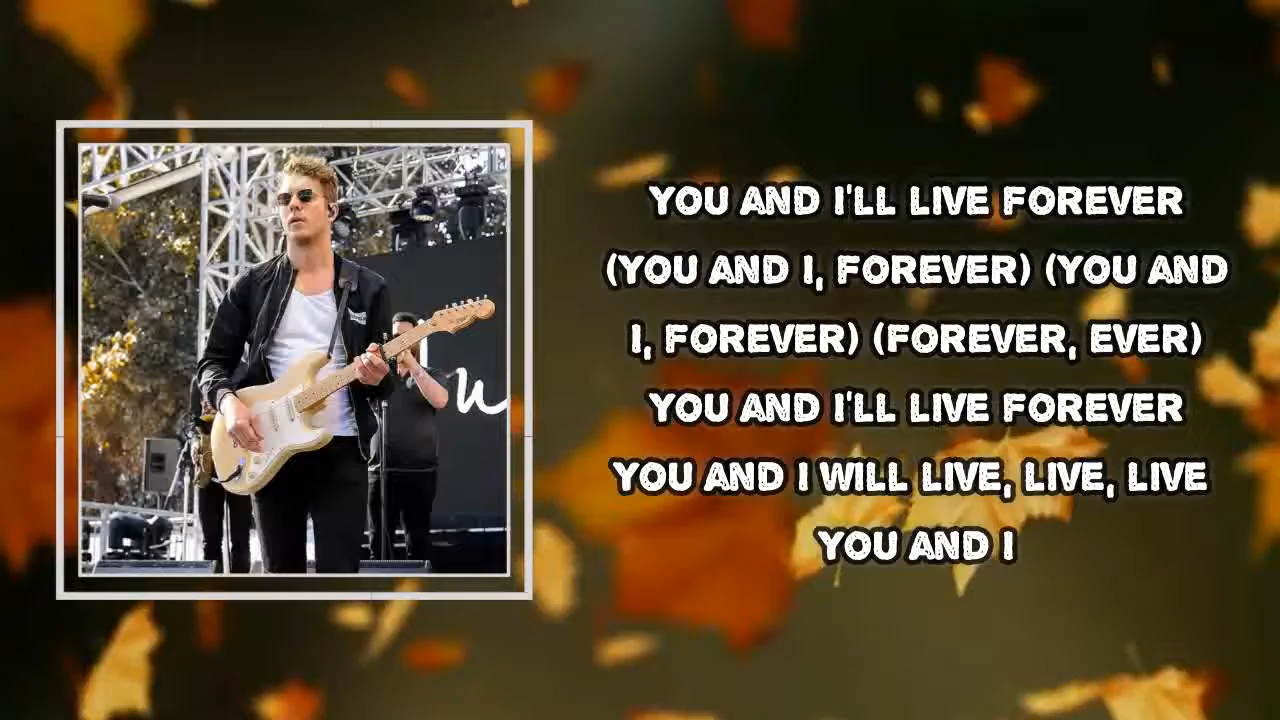 YOU AND I'LL LIVE FOREVER
(YOU AND I, FOREVER) (YOU AND
I, FOREVER) (FOREVER, EVER)
YOU AND I'LL LIVE FOREVER
YOU AND I WILL LIVE, LIVE, LIVE
YOU AND I